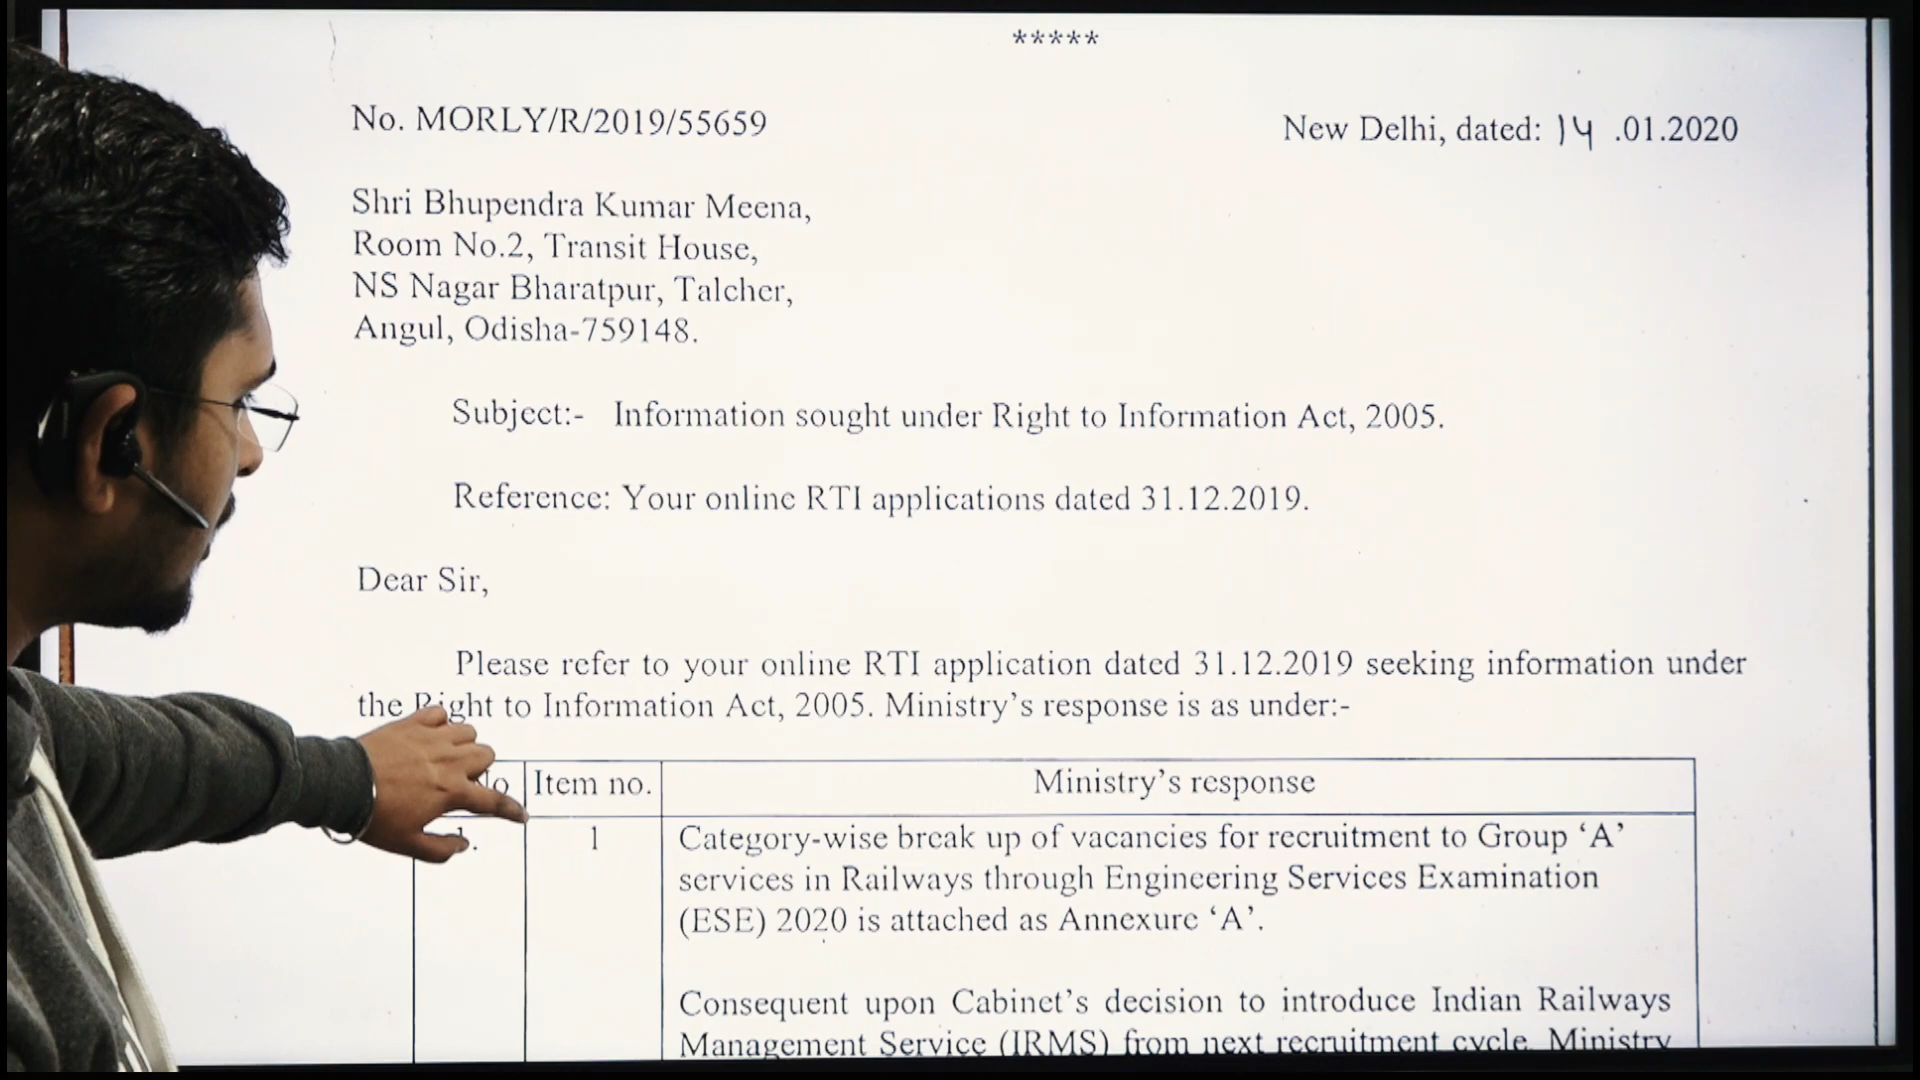 *****
No. MORLY/R/2019/55659
New Delhi, dated: 14 .01.2020
Shri Bhupendra Kumar Meena,
Room No.2, Transit House,
NS Nagar Bharatpur, Talcher,
Angul, Odisha-759148.
Subject:- Information sought under Right to Information Act, 2005.
Reference: Your online RTI applications dated 31.12.2019.
Dear Sir,
Please refer to your online RTI application dated 31.12.2019 seeking information under
the Right to Information Act, 2005. Ministry's response is as under:-
Item no. Ministry's response
1 Category-wise break up of vacancies for recruitment to Group ‘A’
services in Railways through Engineering Services Examination
(ESE) 2020 is attached as Annexure ‘A’.
Consequent upon Cabinet's decision to introduce Indian Railways
Management Service (IRMS) from next recruitment cycle, Ministry